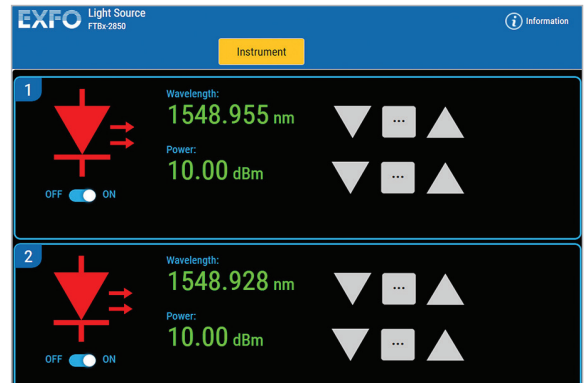 EXFO Light Source
FTBx-2850
Information
Instrument
1
Wavelength:
1548.955 nm
...
Power:
10.00 dBm
...
OFF ON
2
Wavelength:
1548.928 nm
...
Power:
10.00 dBm
...
OFF ON